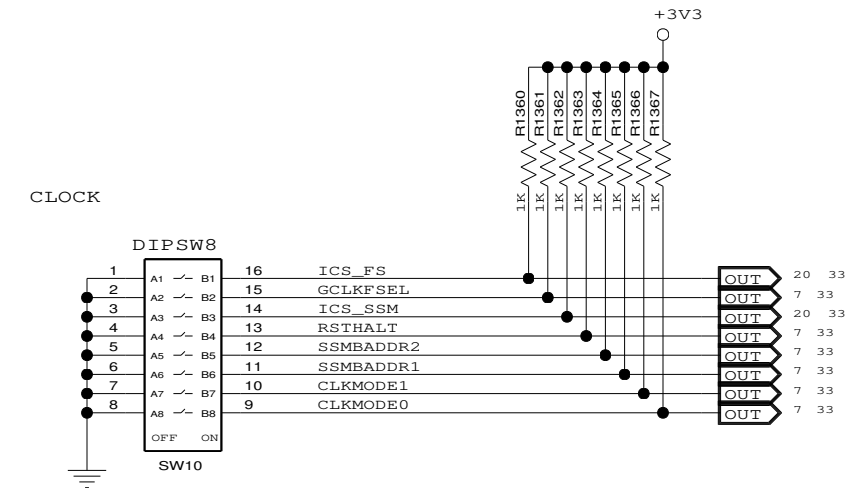 +3V3
R1360 R1361 R1362 R1363 R1364 R1365 R1366 R1367
1K 1K 1K 1K 1K 1K 1K 1K
CLOCK
DIPSW8
1 A1 B1 16 ICS_FS OUT 20 33
2 A2 B2 15 GCLKFSEL OUT 7 33
3 A3 B3 14 ICS_SSM OUT 20 33
4 A4 B4 13 RSTHALT OUT 7 33
5 A5 B5 12 SSMBADDR2 OUT 7 33
6 A6 B6 11 SSMBADDR1 OUT 7 33
7 A7 B7 10 CLKMODE1 OUT 7 33
8 A8 B8 9 CLKMODE0 OUT 7 33
OFF ON
SW10